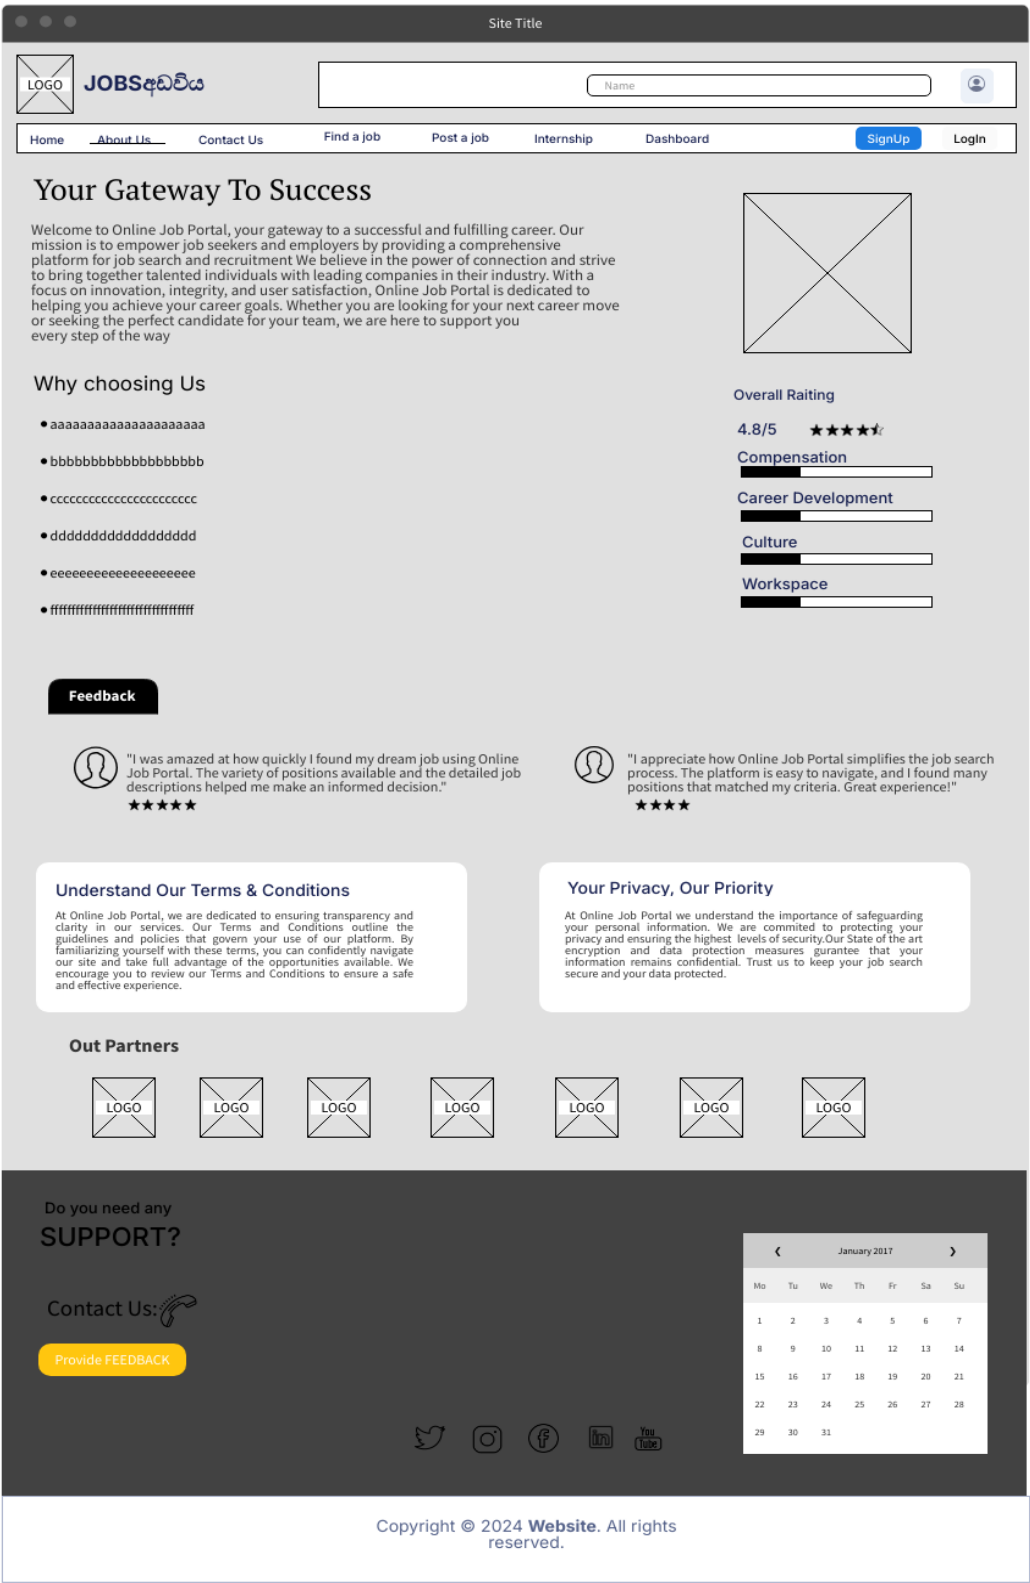 Site Title
LOGO
JOBSඅඩවිය
Name
Home About Us Contact Us Find a job Post a job Internship Dashboard SignUp LogIn
Your Gateway To Success
Welcome to Online Job Portal, your gateway to a successful and fulfilling career. Our
mission is to empower job seekers and employers by providing a comprehensive
platform for job search and recruitment We believe in the power of connection and strive
to bring together talented individuals with leading companies in their industry. With a
focus on innovation, integrity, and user satisfaction, Online Job Portal is dedicated to
helping you achieve your career goals. Whether you are looking for your next career move
or seeking the perfect candidate for your team, we are here to support you
every step of the way
Why choosing Us
aaaaaaaaaaaaaaaaaaaaa
bbbbbbbbbbbbbbbbbbb
ccccccccccccccccccccccc
dddddddddddddddddd
eeeeeeeeeeeeeeeeeeee
ffffffffffffffffffffffffffffffffff
Overall Raiting
4.8/5
Compensation
Career Development
Culture
Workspace
Feedback
"I was amazed at how quickly I found my dream job using Online
Job Portal. The variety of positions available and the detailed job
descriptions helped me make an informed decision."
"I appreciate how Online Job Portal simplifies the job search
process. The platform is easy to navigate, and I found many
positions that matched my criteria. Great experience!"
Understand Our Terms & Conditions
At Online Job Portal, we are dedicated to ensuring transparency and
clarity in our services. Our Terms and Conditions outline the
guidelines and policies that govern your use of our platform. By
familiarizing yourself with these terms, you can confidently navigate
our site and take full advantage of the opportunities available. We
encourage you to review our Terms and Conditions to ensure a safe
and effective experience.
Your Privacy, Our Priority
At Online Job Portal we understand the importance of safeguarding
your personal information. We are commited to protecting your
privacy and ensuring the highest levels of security.Our State of the art
encryption and data protection measures gurantee that your
information remains confidential. Trust us to keep your job search
secure and your data protected.
Out Partners
LOGO LOGO LOGO LOGO LOGO LOGO LOGO
Do you need any
SUPPORT?
Contact Us:
Provide FEEDBACK
You
Tube
January 2017
Mo Tu We Th Fr Sa Su
1 2 3 4 5 6 7
8 9 10 11 12 13 14
15 16 17 18 19 20 21
22 23 24 25 26 27 28
29 30 31
Copyright © 2024 Website. All rights
reserved.